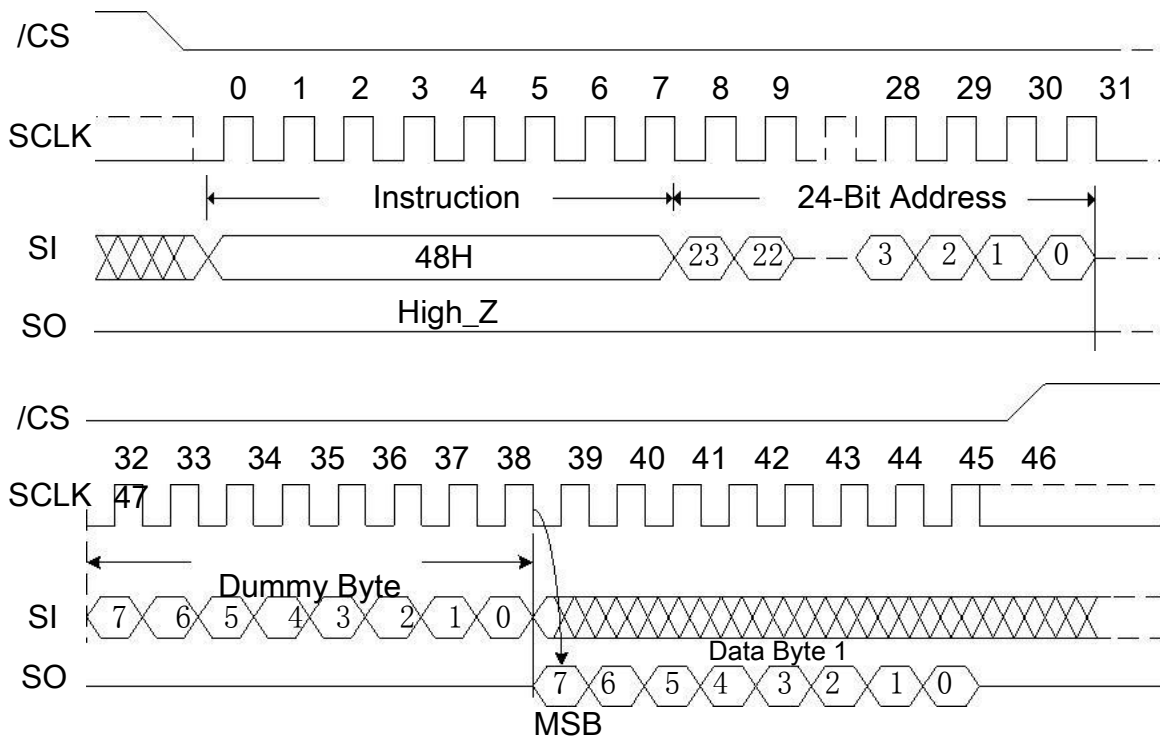 /CS
0 1 2 3 4 5 6 7 8 9 28 29 30 31
SCLK
Instruction 24-Bit Address
SI 48H 23 22 3 2 1 0
High_Z
SO
/CS
32 33 34 35 36 37 38 39 40 41 42 43 44 45 46
SCLK 47
Dummy Byte
SI 7 6 5 4 3 2 1 0
Data Byte 1
SO 7 6 5 4 3 2 1 0
MSB